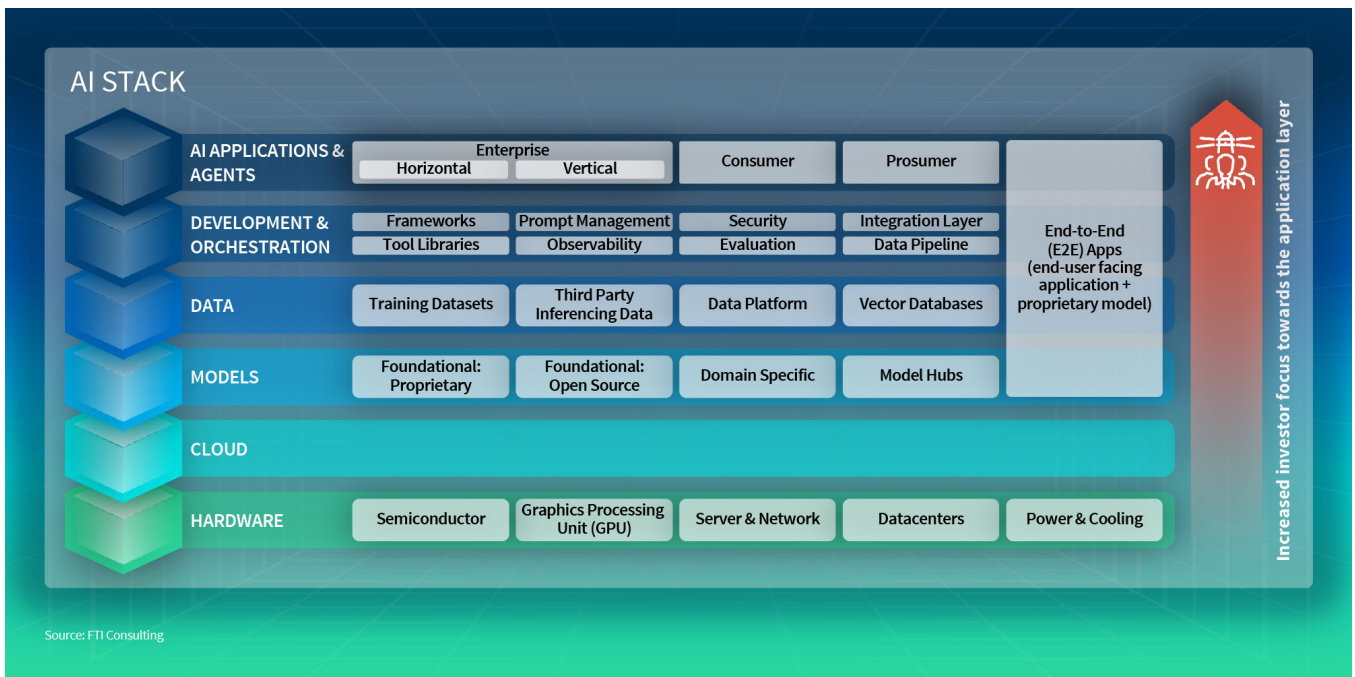 AI STACK
AI APPLICATIONS &
AGENTS
Enterprise
Horizontal
Vertical
Consumer
Prosumer
DEVELOPMENT &
ORCHESTRATION
Frameworks
Prompt Management
Security
Integration Layer
Tool Libraries
Observability
Evaluation
Data Pipeline
End-to-End
(E2E) Apps
(end-user facing
application +
proprietary model)
DATA
Training Datasets
Third Party
Inferencing Data
Data Platform
Vector Databases
MODELS
Foundational:
Proprietary
Foundational:
Open Source
Domain Specific
Model Hubs
CLOUD
HARDWARE
Semiconductor
Graphics Processing
Unit (GPU)
Server & Network
Datacenters
Power & Cooling
Increased investor focus towards the application layer
Source: FTI Consulting